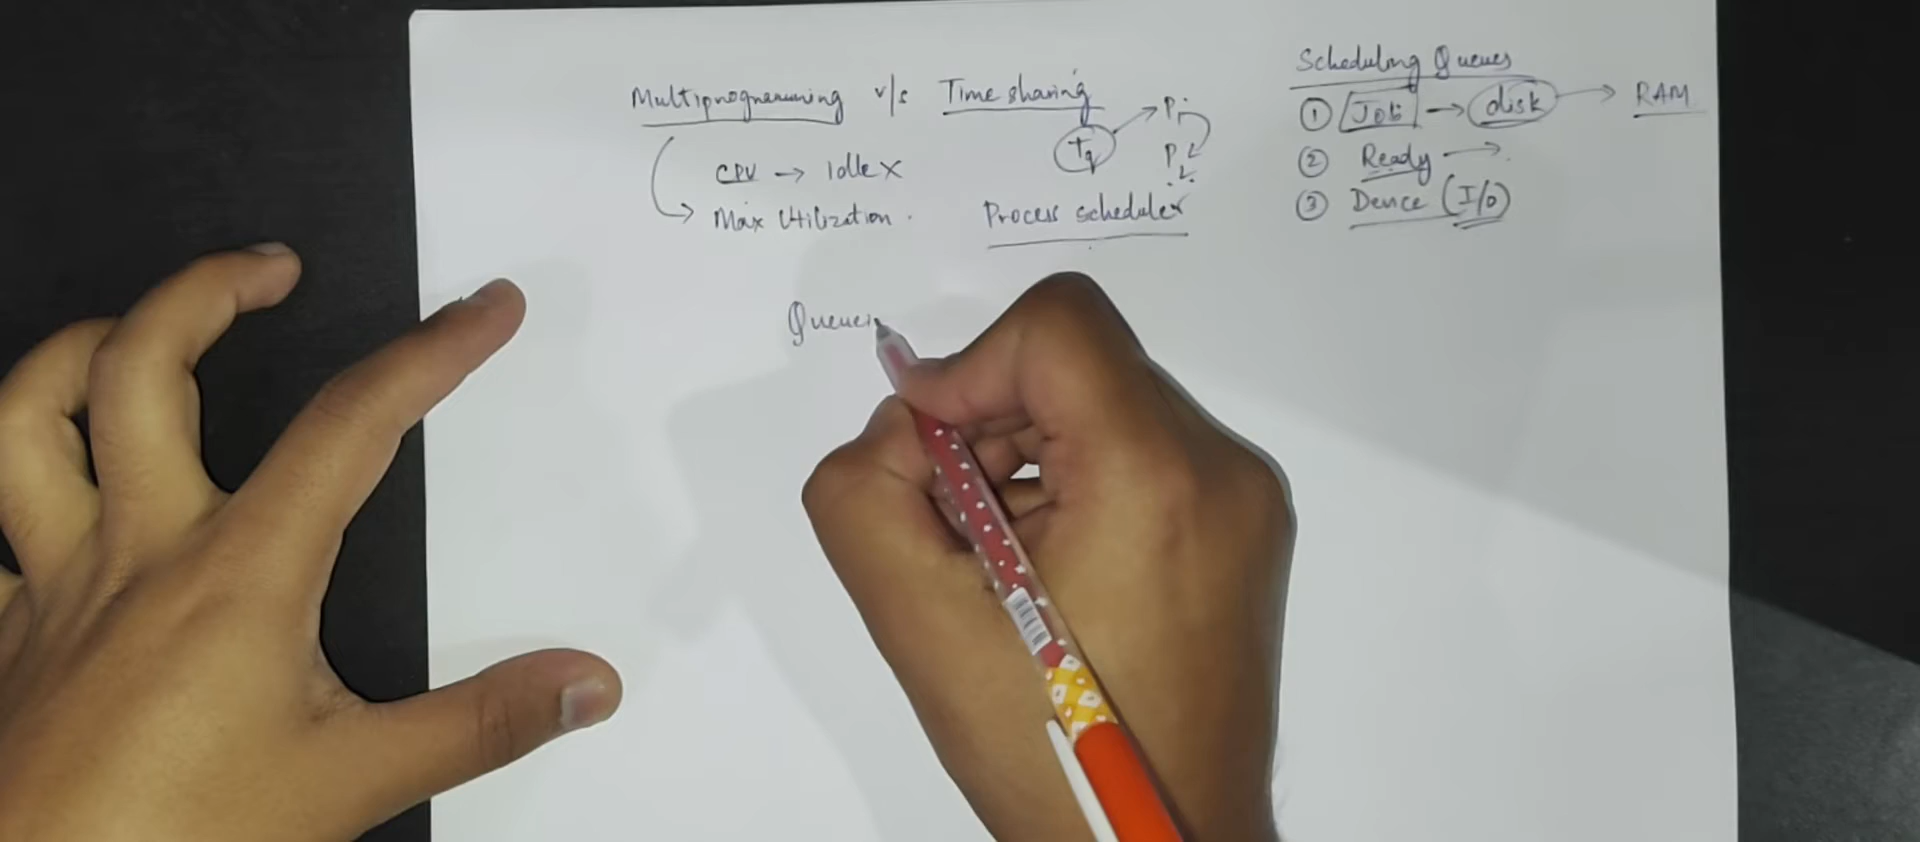 Multiprogramming v/s Time sharing
CPU → Idle X
Max Utilization.
Tq → P1
P2
Process scheduler
Scheduling Queues
① Job → disk → RAM
② Ready →
③ Device (I/O)
Queuei